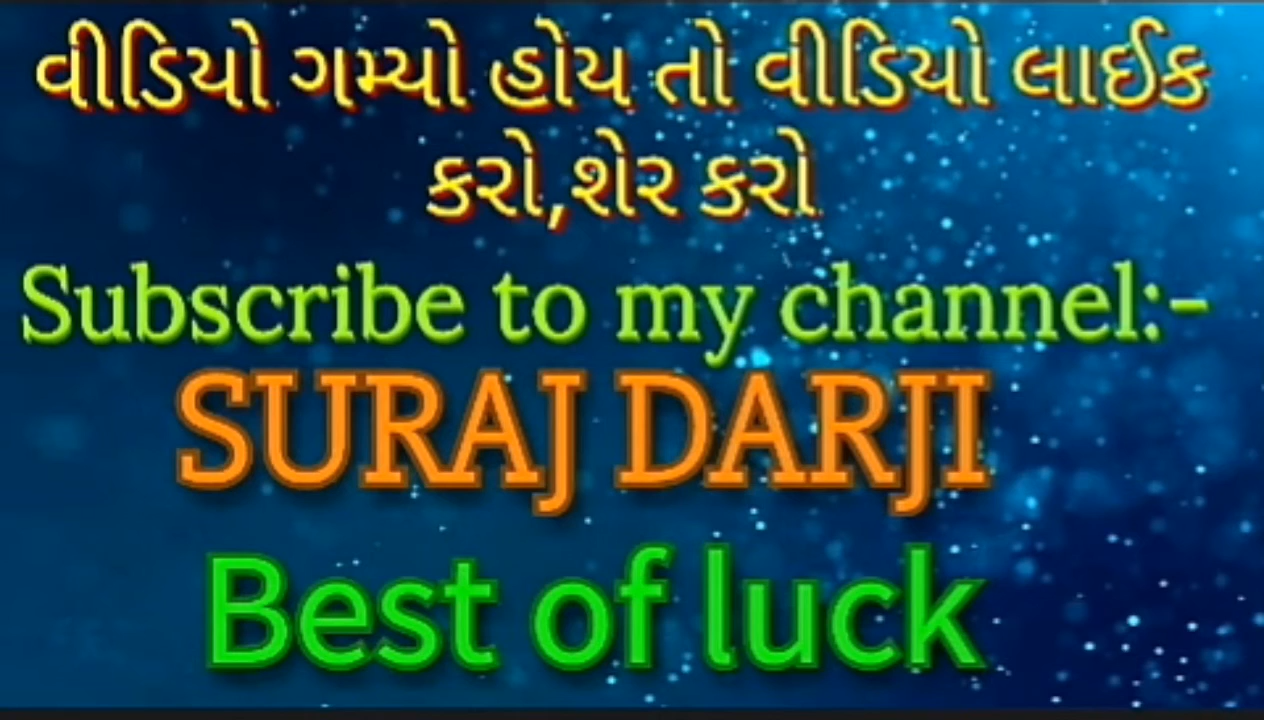 વીડિયો ગમ્યો હોય તો વીડિયો લાઈક
કરો,શેર કરો
Subscribe to my channel:-
SURAJ DARJI
Best of luck